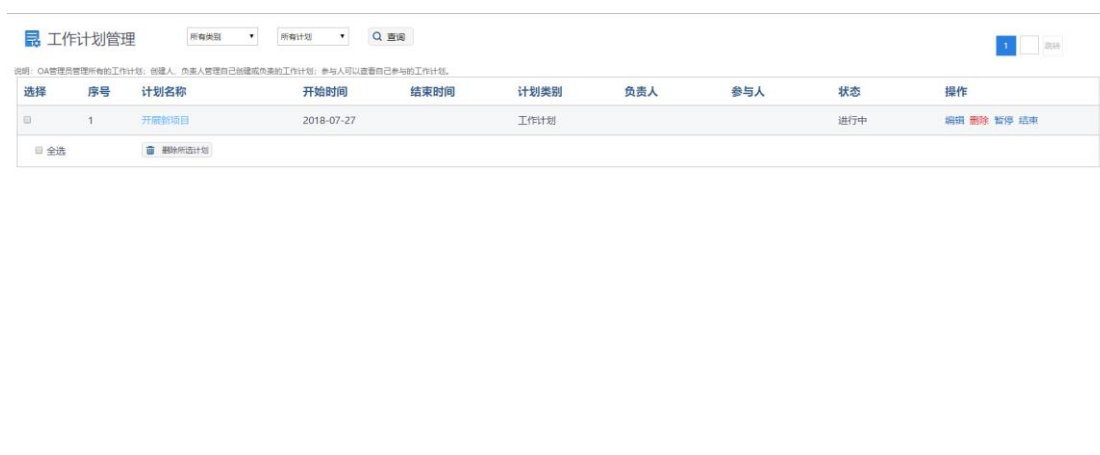 工作计划管理 所有类别 所有计划 查询 1 跳转
说明：OA管理员管理所有的工作计划；创建人、负责人管理自己创建或负责的工作计划；参与人可以查看自己参与的工作计划。
选择 序号 计划名称 开始时间 结束时间 计划类别 负责人 参与人 状态 操作
1 开展新项目 2018-07-27 工作计划 进行中 编辑 删除 暂停 结束
全选 删除所选计划